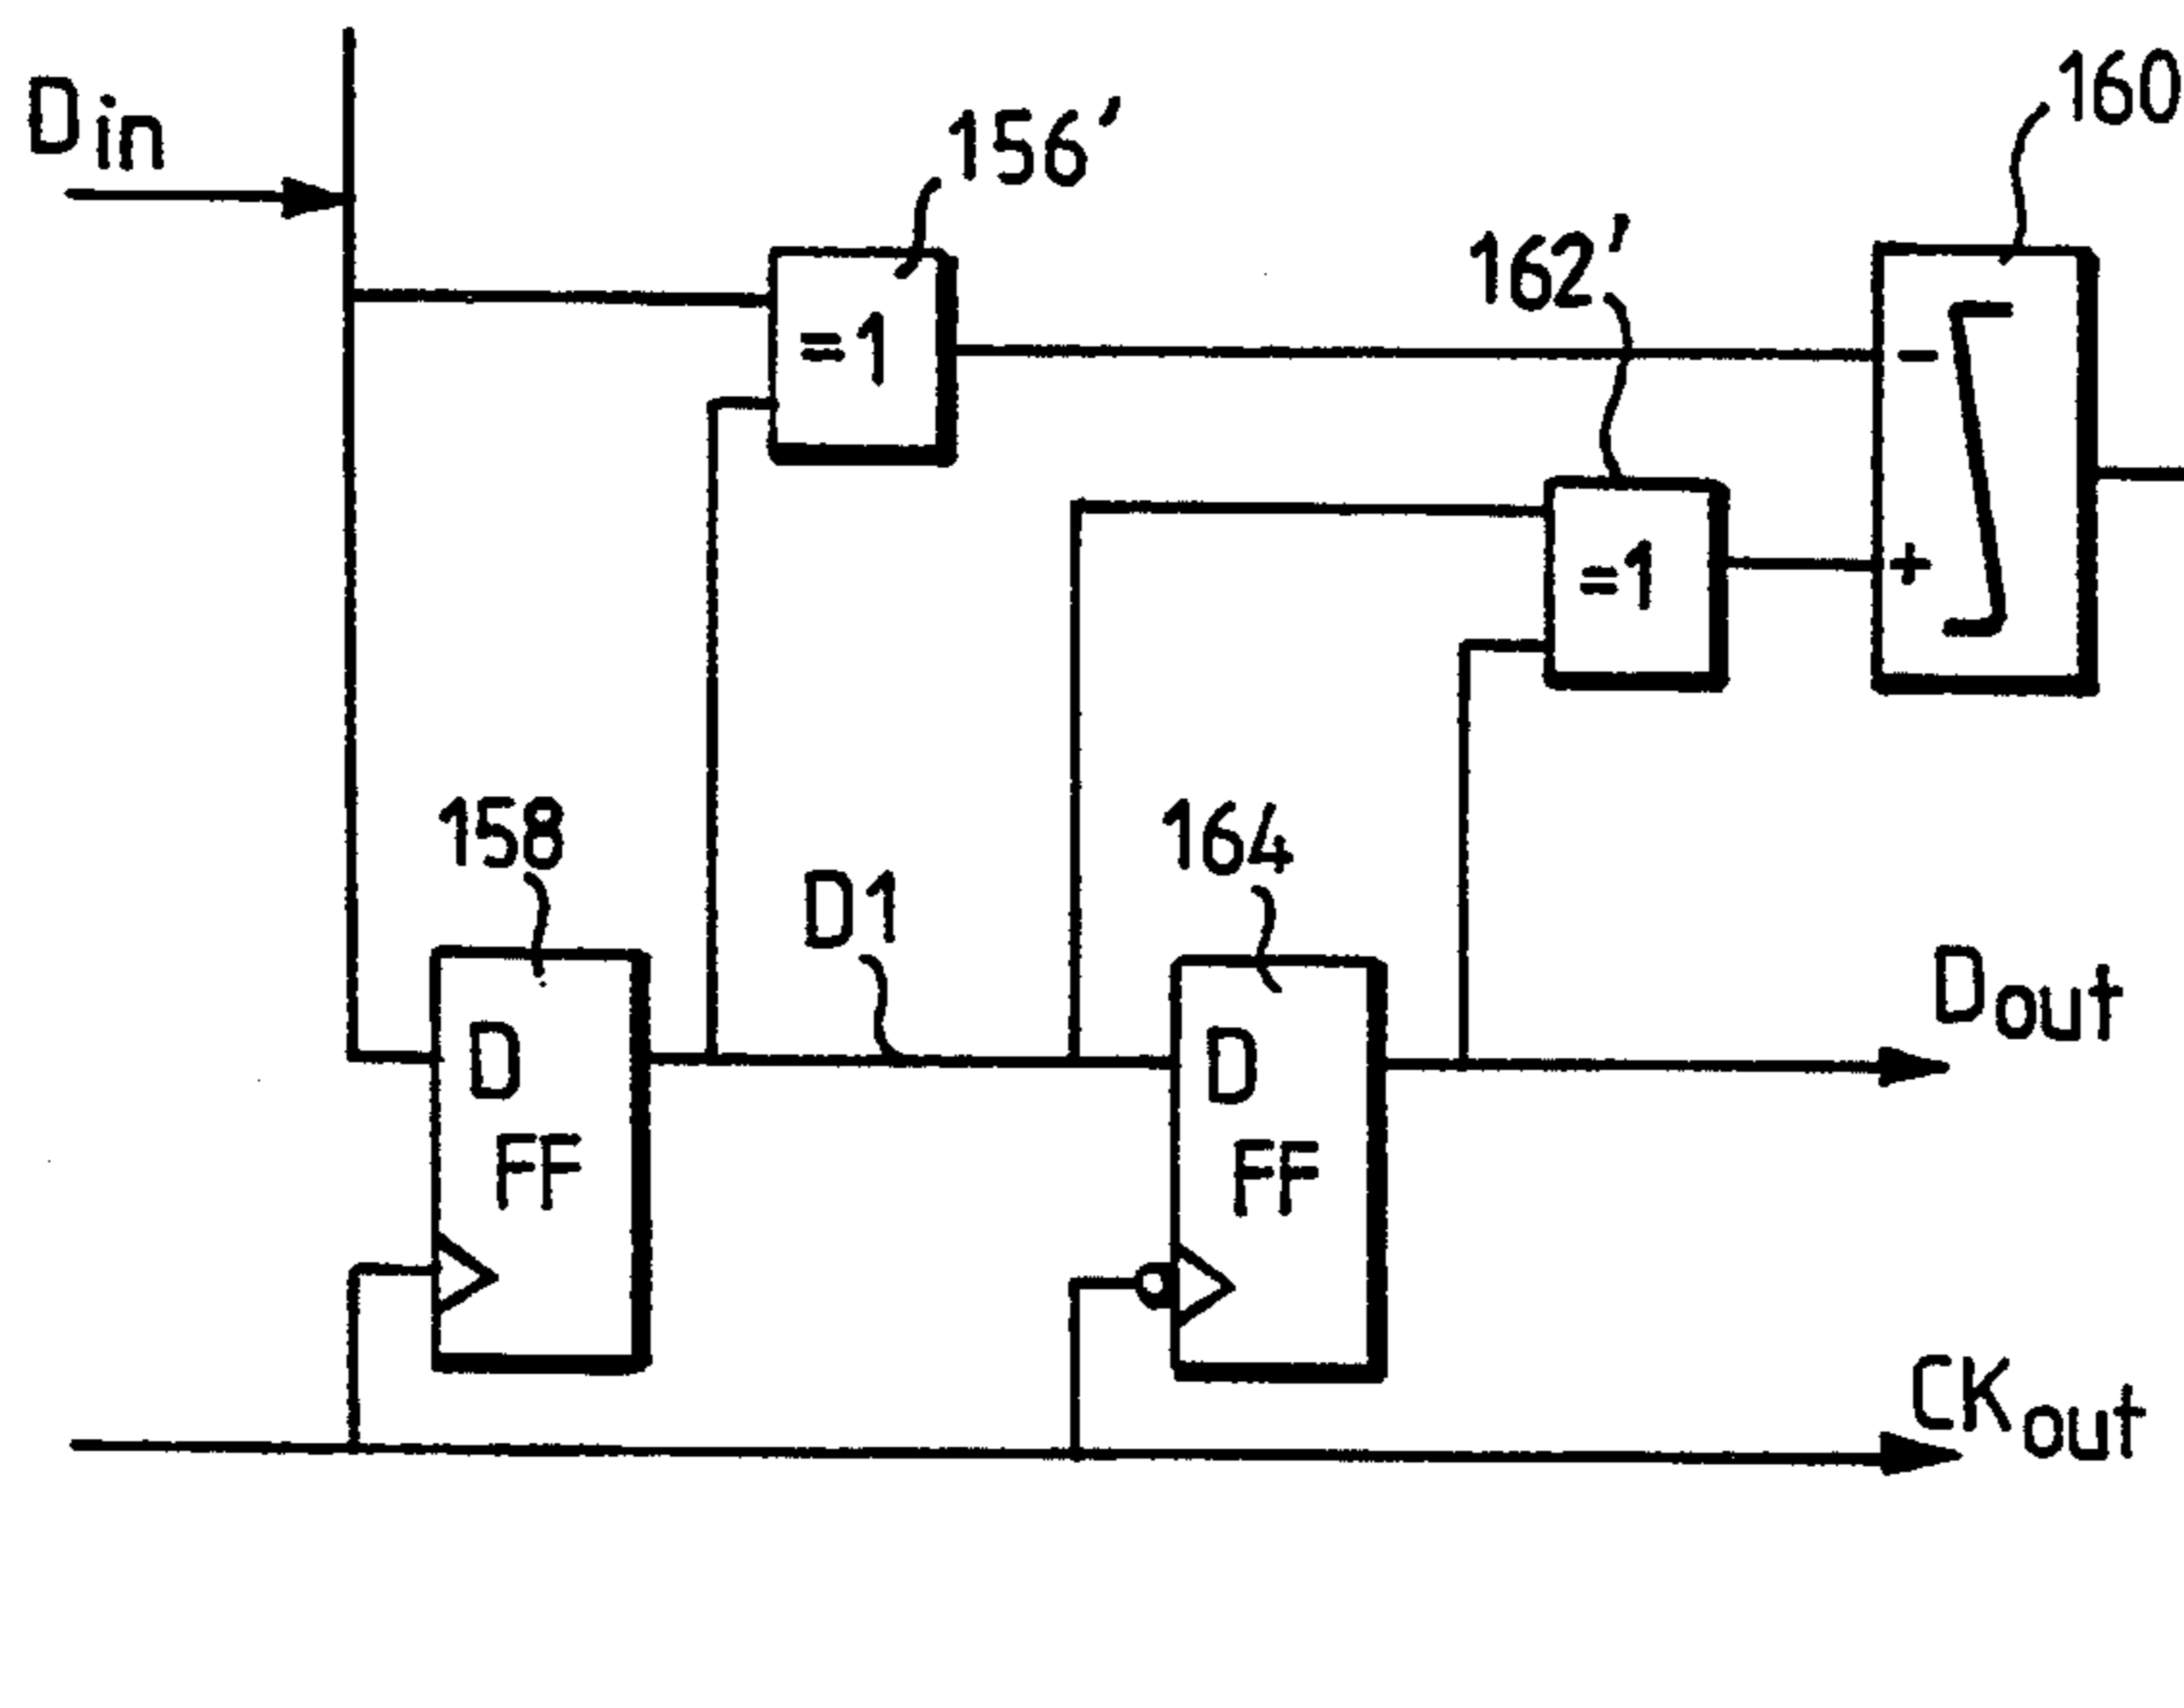 Din
156'
160
162'
=1
-
=1
+
158
D1
164
D
FF
D
FF
Dout
CKout